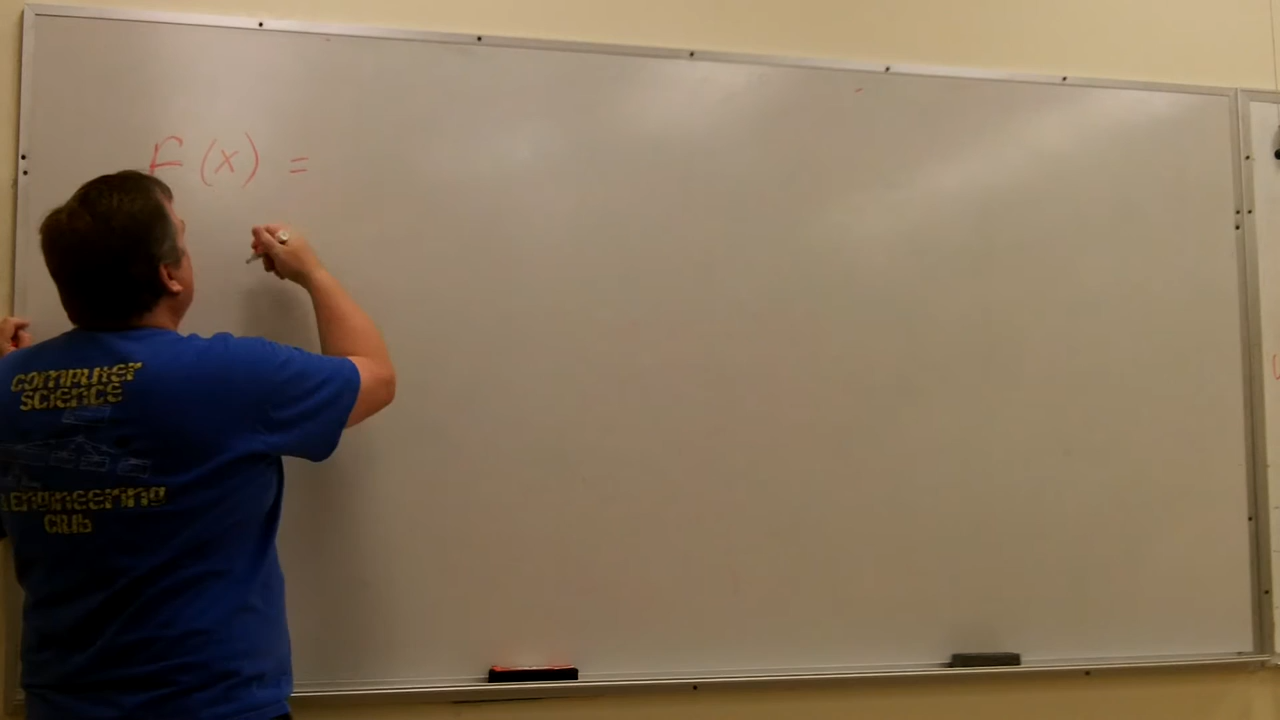 F(x) =
computer
science
Engineering
club